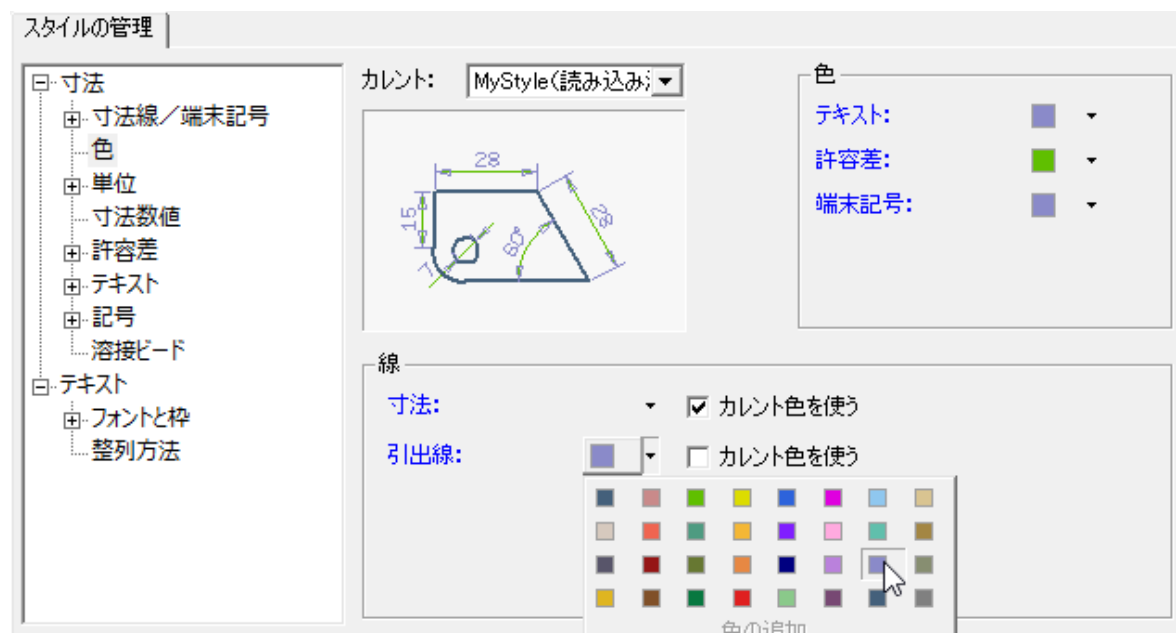 スタイルの管理
寸法
寸法線/端末記号
色
単位
寸法数値
許容差
テキスト
記号
溶接ビード
テキスト
フォントと枠
整列方法
カレント:
MyStyle(読み込み
28
15
60°
7
色
テキスト:
許容差:
端末記号:
線
寸法:
カレント色を使う
引出線:
カレント色を使う
色の追加